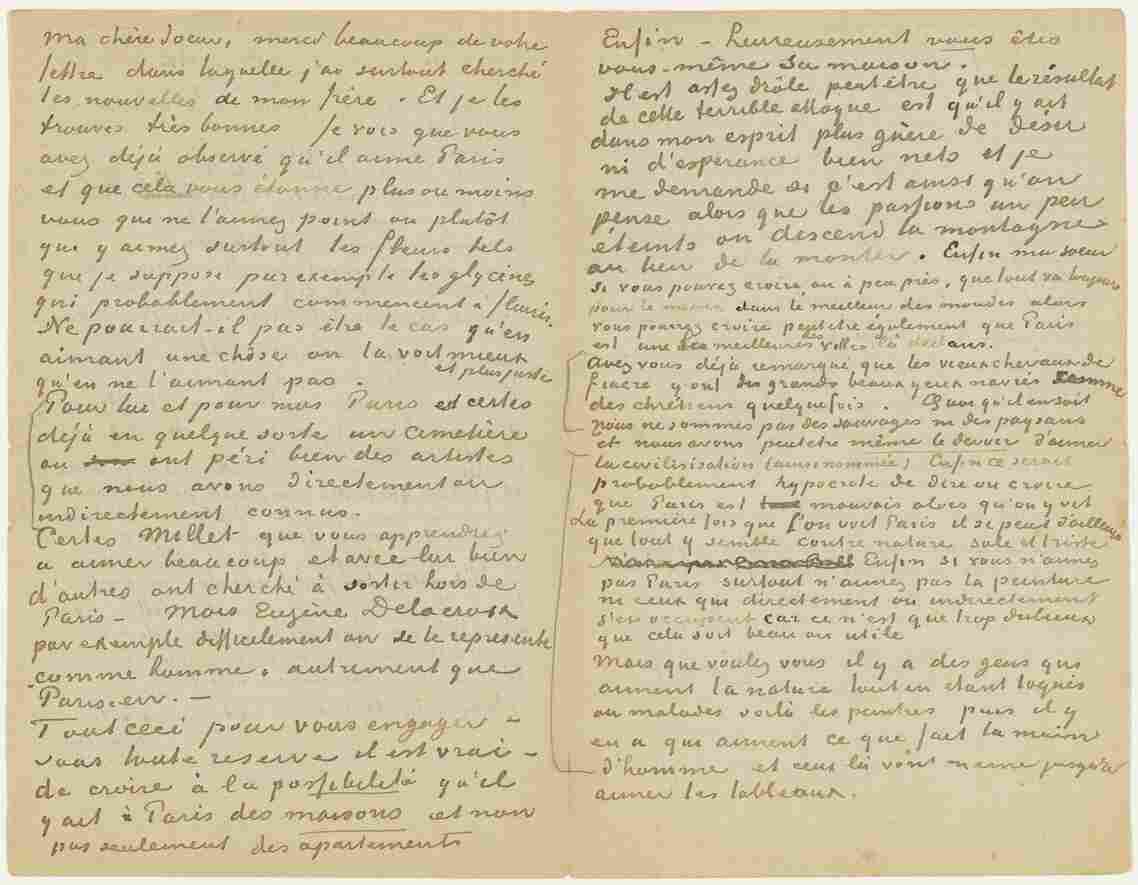 Ma chère soeur, merci beaucoup de votre
lettre dans laquelle j'ai surtout cherché
les nouvelles de mon frère. Et je les
trouves très bonnes Je vois que vous
avez déjà observé qu'il aime Paris
et que cela vous étonne plus ou moins
vous que ne l'aimez point ou plutôt
que y aimez surtout les fleurs tels
que je suppose par exemple les glycines
qui probablement commencent à fleurir.
Ne pourrait-il pas être le cas qu'en
aimant une chôse on la voit mieux
et plus juste
qu'en ne l'aimant pas.
Pour lui et pour moi Paris est certes
déjà en quelque sorte un cemetière
où ont péri bien des artistes
que nous avons directement ou
indirectement connus.
Certes Millet que vous apprendrez
a aimer beaucoup et avec lui bien
d'autres ont cherché à sortir hors de
Paris – Mais Eugène Delacroix
par exemple difficilement on se le represente
comme homme, autrement que
Parisien. –
Tout ceci pour vous engager –
sous toute reserve il est vrai –
de croire à la possibilità qu'il
y ait à Paris des maisons et non
pas seulement des apartements
Enfin – heureusement vous êtes
vous-même sa maison.
Il est assez drôle peutêtre que le résultat
de cette terrible attaque est qu'il y ait
dans mon esprit plus guère de désir
ni d'espérance bien nets et je
me demande si c'est ainsi qu'on
pense alors que les passions un peu
éteints on descend la montagne
au lieu de la monter. Enfin ma soeur
si vous pouvez croire, ou à peu près, que tout va toujours
pour le mieux dans le meilleur des mondes alors
vous pourrez croire peutêtre également que Paris
est une des meilleures villes là dedans.
Avez vous déjà remarqué que les vieux chevaux de
fiacre y ont des grands beaux yeux navrés comme
des chrétiens quelquefois. Quoi qu'il en soit
nous ne sommes pas des sauvages ni des paysans
et nous avons peutetre même le devoir d'aimer
la civilisation (ainsi nommée) Enfin ce serait
probablement hypocrite de dire ou croire
que Paris est mauvais alors qu'on y vit
La première fois que l'on voit Paris il se peut d'ailleurs
que tout y semble contre nature sale et triste
Enfin si vous n'aimez
pas Paris surtout n'aimez pas la peinture
ni ceux qui directement ou indirectement
s'en occupent car ce n'est que trop dubieux
que cela soit beau ou utile
Mais que voulez vous il y a des gens qui
aiment la nature tout en étant toqués
ou malades voilà les peintres puis il y
en a qui aiment ce que fait la main
d'homme et ceux là vont meme jusqu'à
aimer les tableaux.